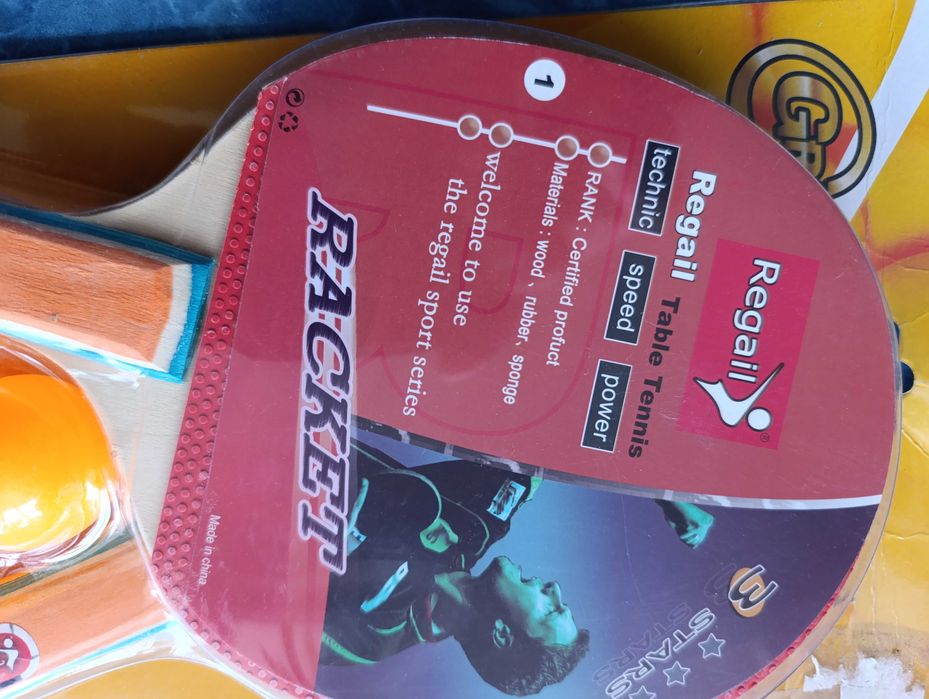 Regail
®
Regail Table Tennis
technic speed power
RANK : Certified profuct
Materials : wood 、 rubber、sponge
welcome to use
the regail sport series
1
RACKET
3
STARS
Made in china